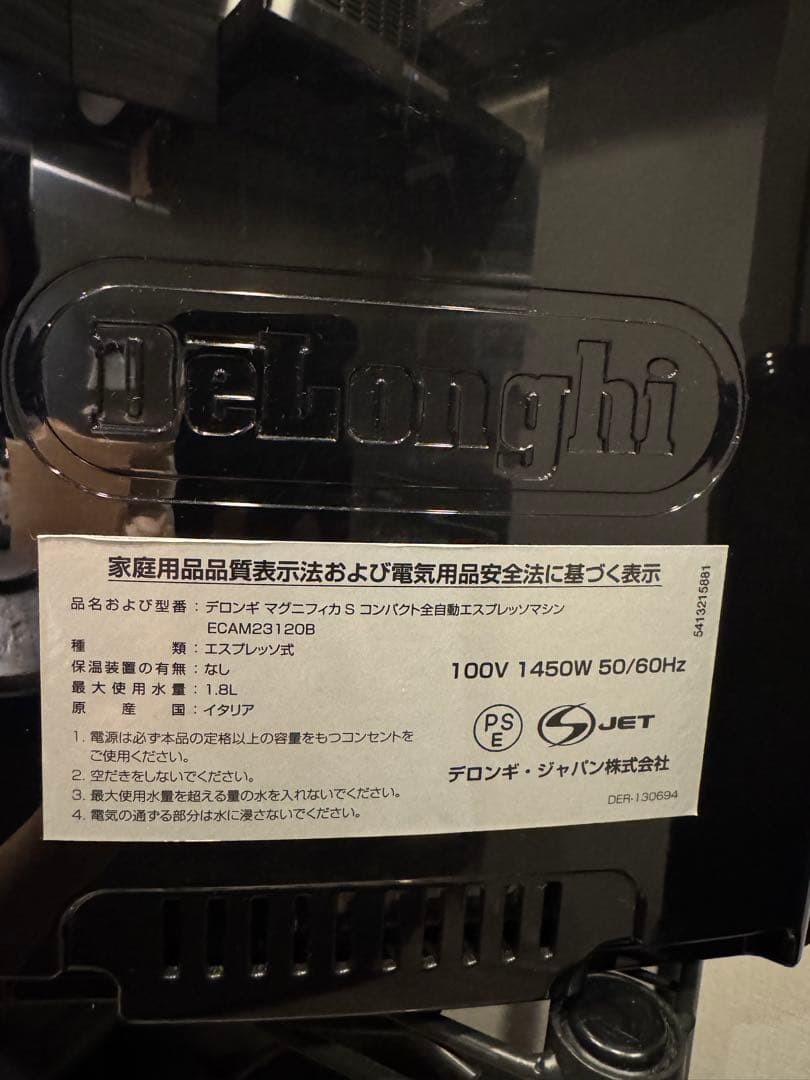 DeLonghi
家庭用品品質表示法および電気用品安全法に基づく表示
品名および型番：デロンギ マグニフィカ S コンパクト全自動エスプレッソマシン
ECAM23120B
種類：エスプレッソ式
保温装置の有無：なし
最大使用水量：1.8L
原産国：イタリア
1. 電源は必ず本品の定格以上の容量をもつコンセントを
ご使用ください。
2. 空だきをしないでください。
3. 最大使用水量を超える量の水を入れないでください。
4. 電気の通ずる部分は水に浸さないでください。
100V 1450W 50/60Hz
PS
E
JET
デロンギ・ジャパン株式会社
DER-130694
5413215881